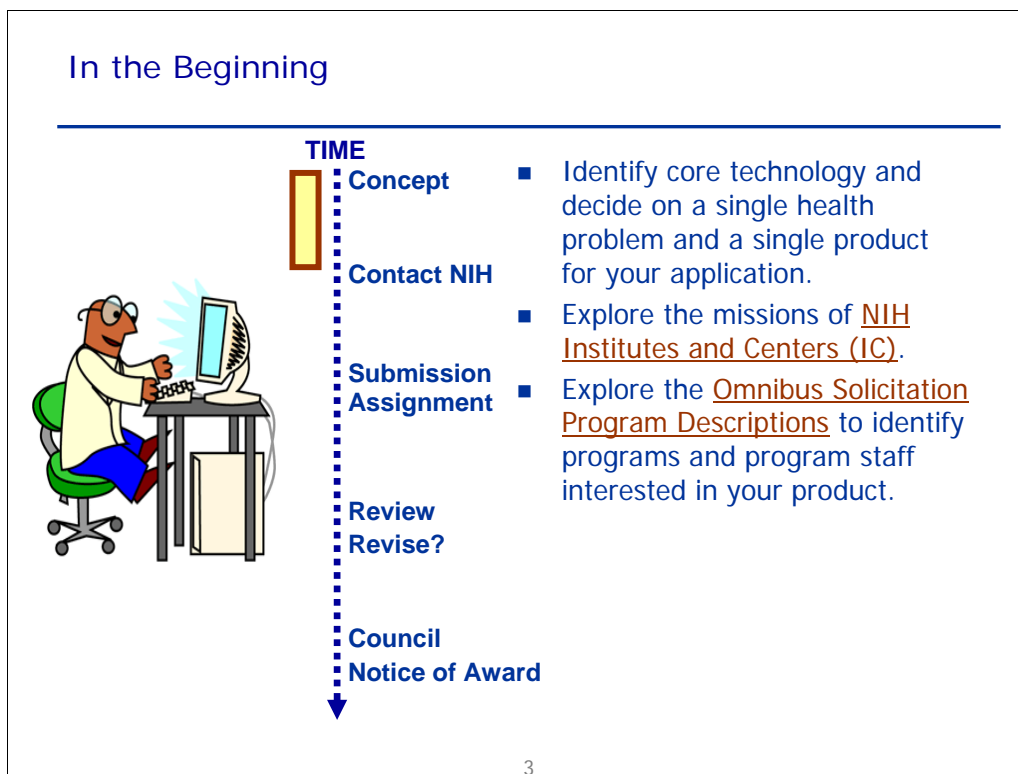 In the Beginning
TIME
Concept
Contact NIH
Submission
Assignment
Review
Revise?
Council
Notice of Award
■ Identify core technology and
decide on a single health
problem and a single product
for your application.
■ Explore the missions of NIH
Institutes and Centers (IC).
■ Explore the Omnibus Solicitation
Program Descriptions to identify
programs and program staff
interested in your product.
3